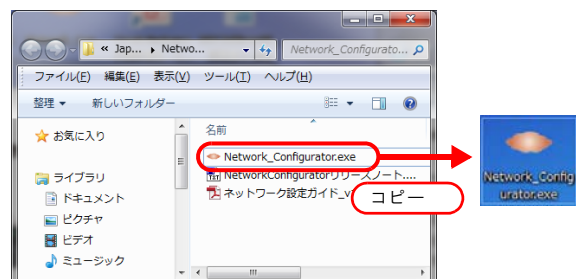 « Jap... ▸ Netwo...
Network_Configurato...
ファイル(F) 編集(E) 表示(V) ツール(T) ヘルプ(H)
整理 ▼ 新しいフォルダー
お気に入り
ライブラリ
ドキュメント
ピクチャ
ビデオ
ミュージック
名前
Network_Configurator.exe
NetworkConfiguratorリリースノート....
ネットワーク設定ガイド_v
コピー
Network_Config
urator.exe